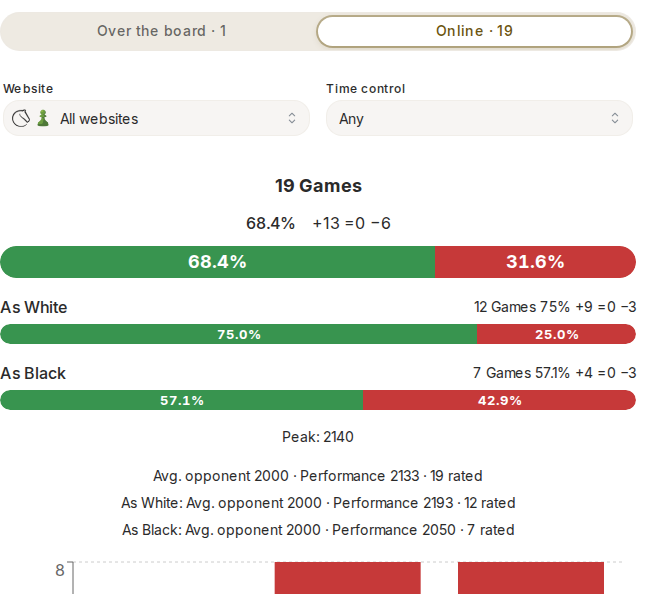 Over the board · 1
Online · 19
Website
Time control
All websites
Any
19 Games
68.4% +13 =0 −6
68.4% 31.6%
As White
12 Games 75% +9 =0 −3
75.0% 25.0%
As Black
7 Games 57.1% +4 =0 −3
57.1% 42.9%
Peak: 2140
Avg. opponent 2000 · Performance 2133 · 19 rated
As White: Avg. opponent 2000 · Performance 2193 · 12 rated
As Black: Avg. opponent 2000 · Performance 2050 · 7 rated
8